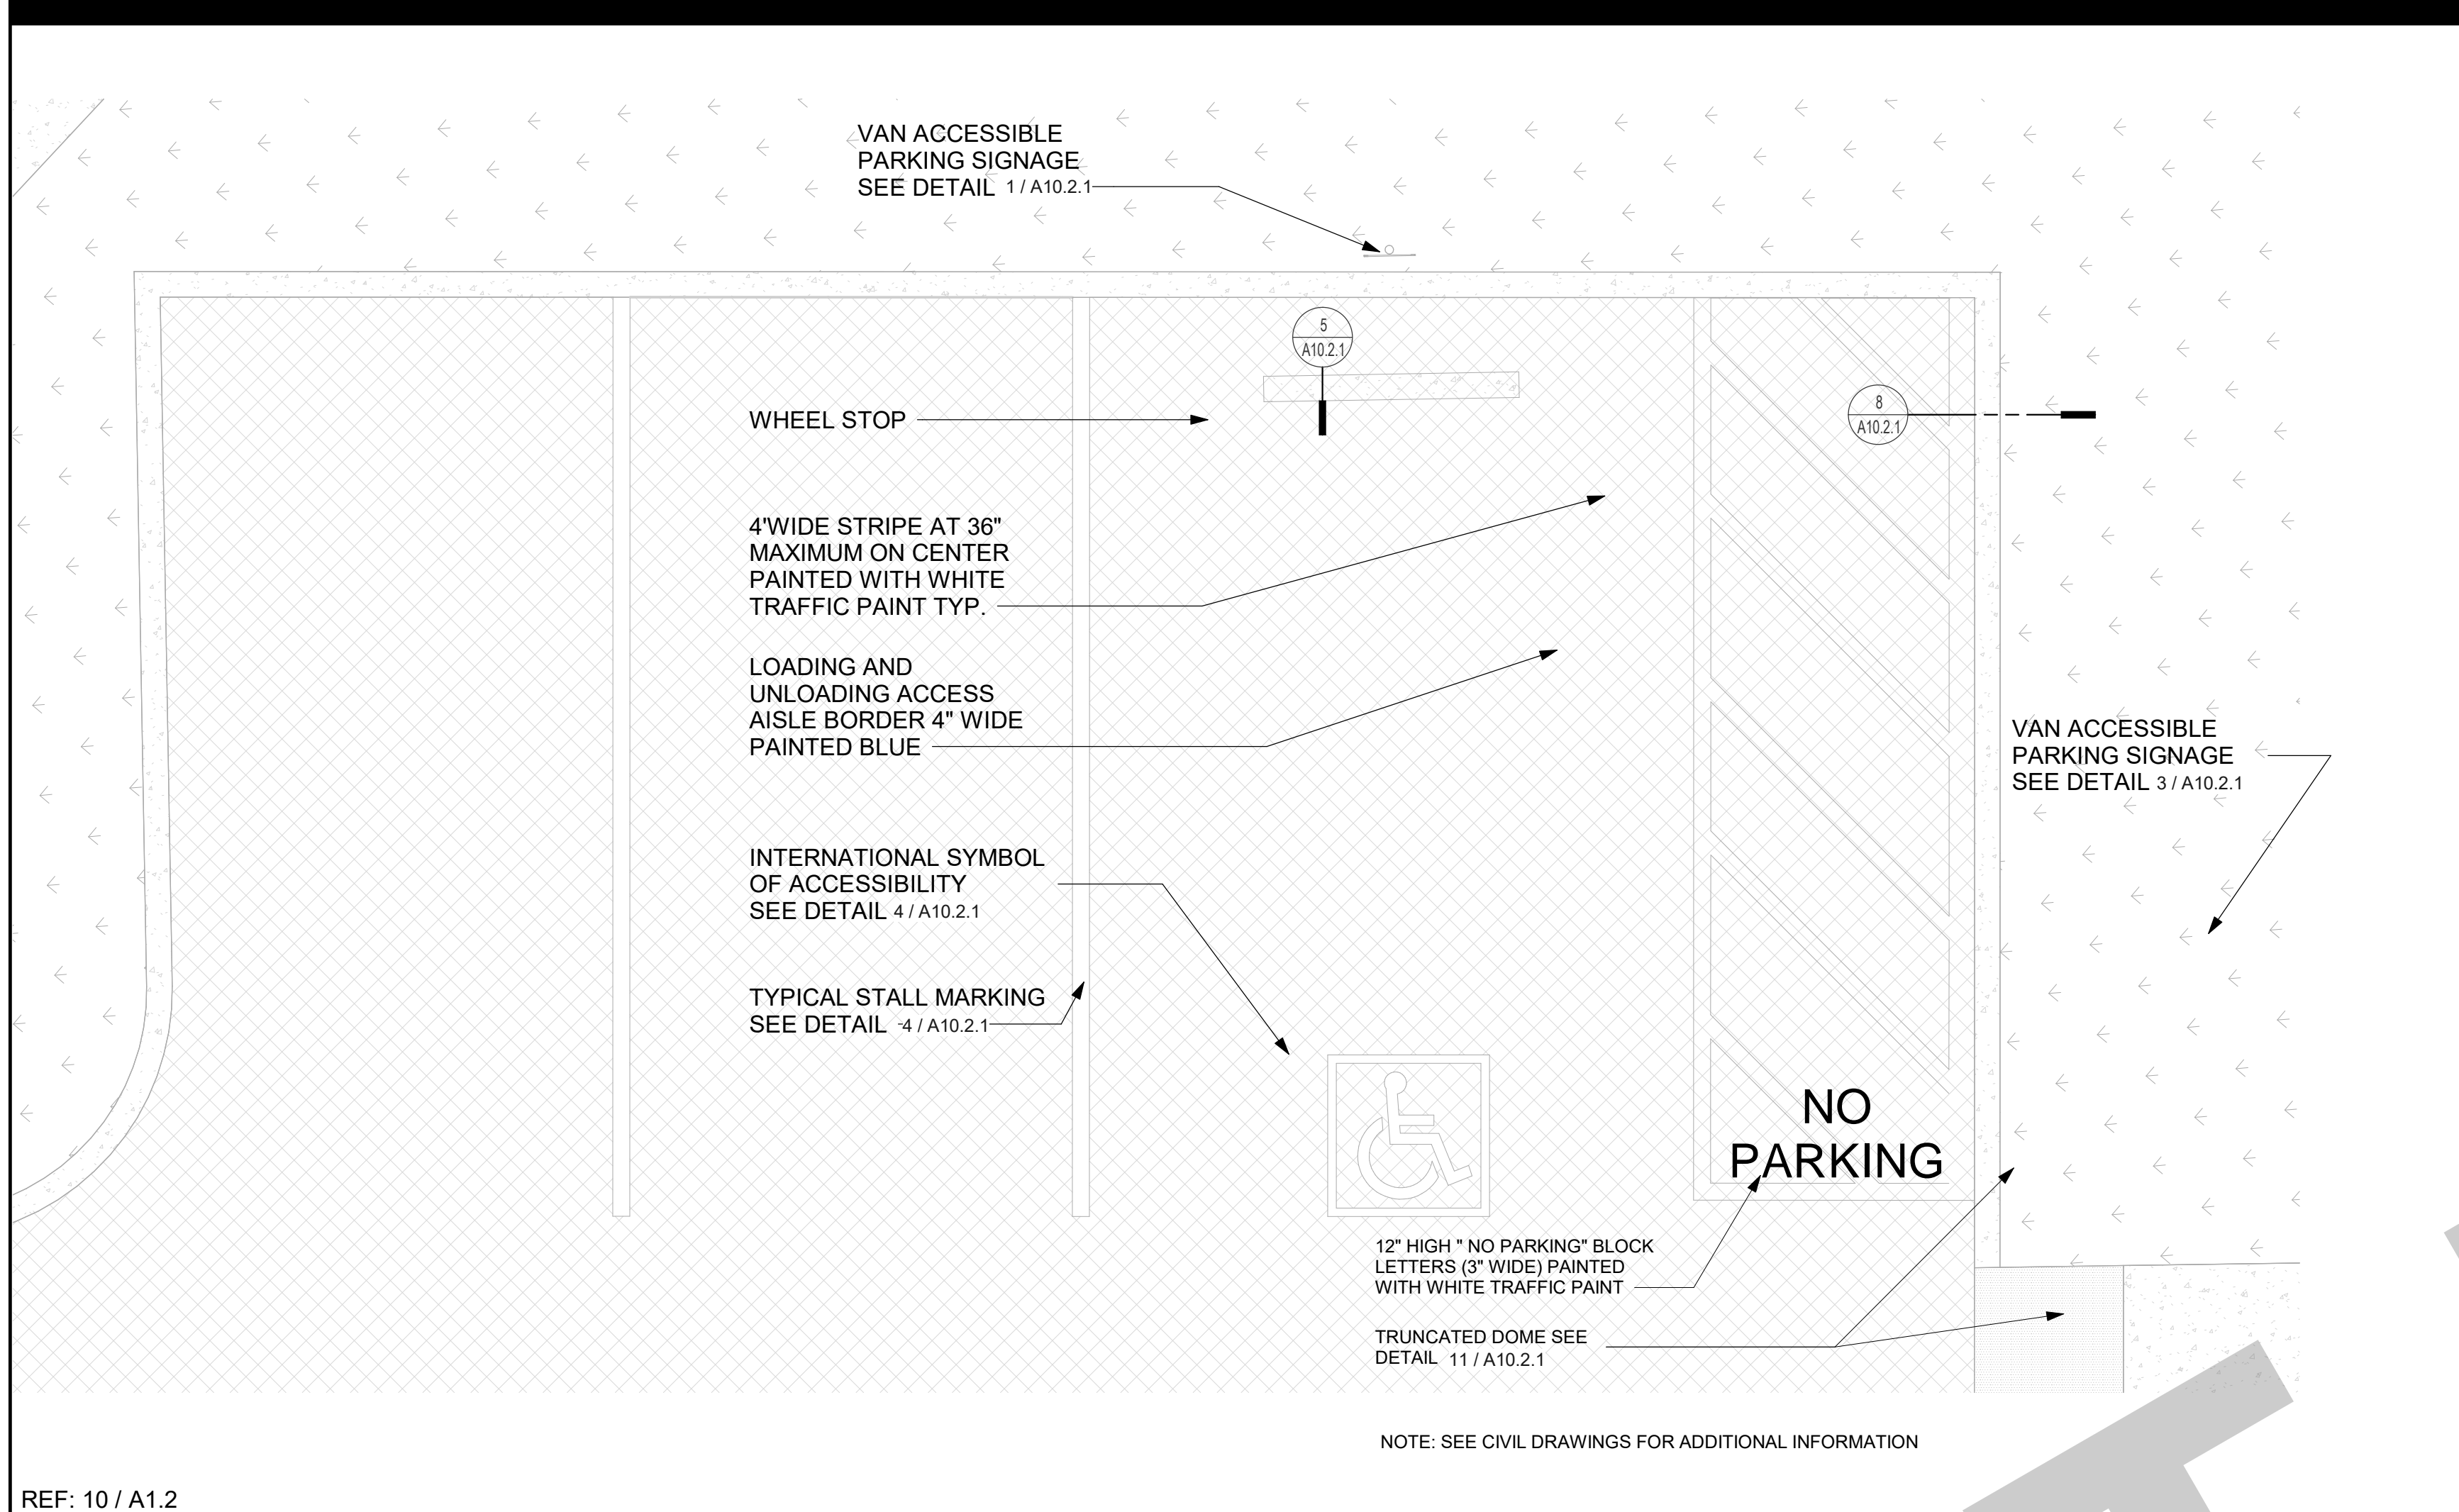 VAN ACCESSIBLE
PARKING SIGNAGE
SEE DETAIL 1 / A10.2.1
5
A10.2.1
8
A10.2.1
WHEEL STOP
4'WIDE STRIPE AT 36"
MAXIMUM ON CENTER
PAINTED WITH WHITE
TRAFFIC PAINT TYP.
LOADING AND
UNLOADING ACCESS
AISLE BORDER 4" WIDE
PAINTED BLUE
VAN ACCESSIBLE
PARKING SIGNAGE
SEE DETAIL 3 / A10.2.1
INTERNATIONAL SYMBOL
OF ACCESSIBILITY
SEE DETAIL 4 / A10.2.1
TYPICAL STALL MARKING
SEE DETAIL 4 / A10.2.1
NO
PARKING
12" HIGH " NO PARKING" BLOCK
LETTERS (3" WIDE) PAINTED
WITH WHITE TRAFFIC PAINT
TRUNCATED DOME SEE
DETAIL 11 / A10.2.1
NOTE: SEE CIVIL DRAWINGS FOR ADDITIONAL INFORMATION
REF: 10 / A1.2